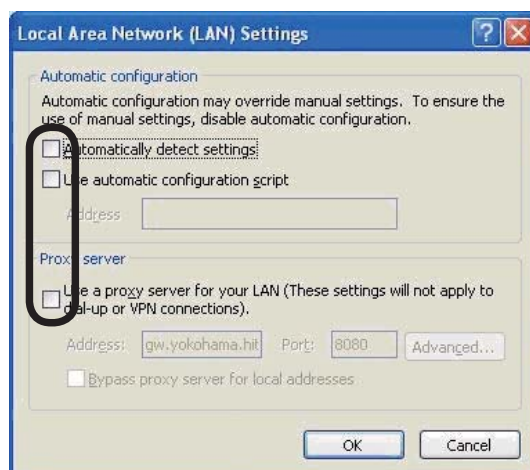 Local Area Network (LAN) Settings
Automatic configuration
Automatic configuration may override manual settings. To ensure the
use of manual settings, disable automatic configuration.
Automatically detect settings
Use automatic configuration script
Address
Proxy server
Use a proxy server for your LAN (These settings will not apply to
dial-up or VPN connections).
Address: gw.yokohama.hit Port: 8080 Advanced...
Bypass proxy server for local addresses
OK Cancel